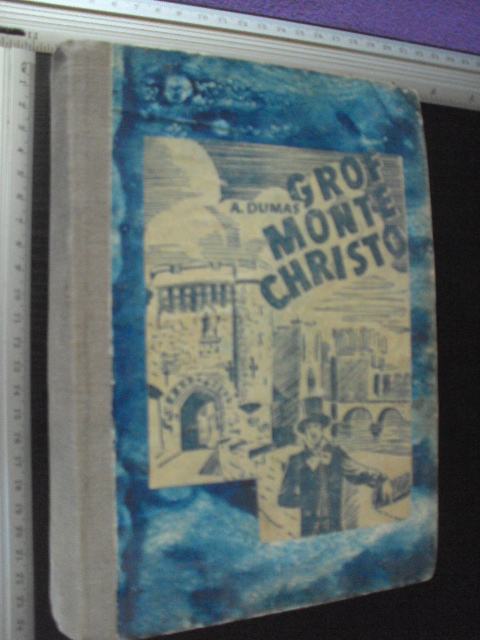 A. DUMAS
GROF
MONTE
CHRISTO